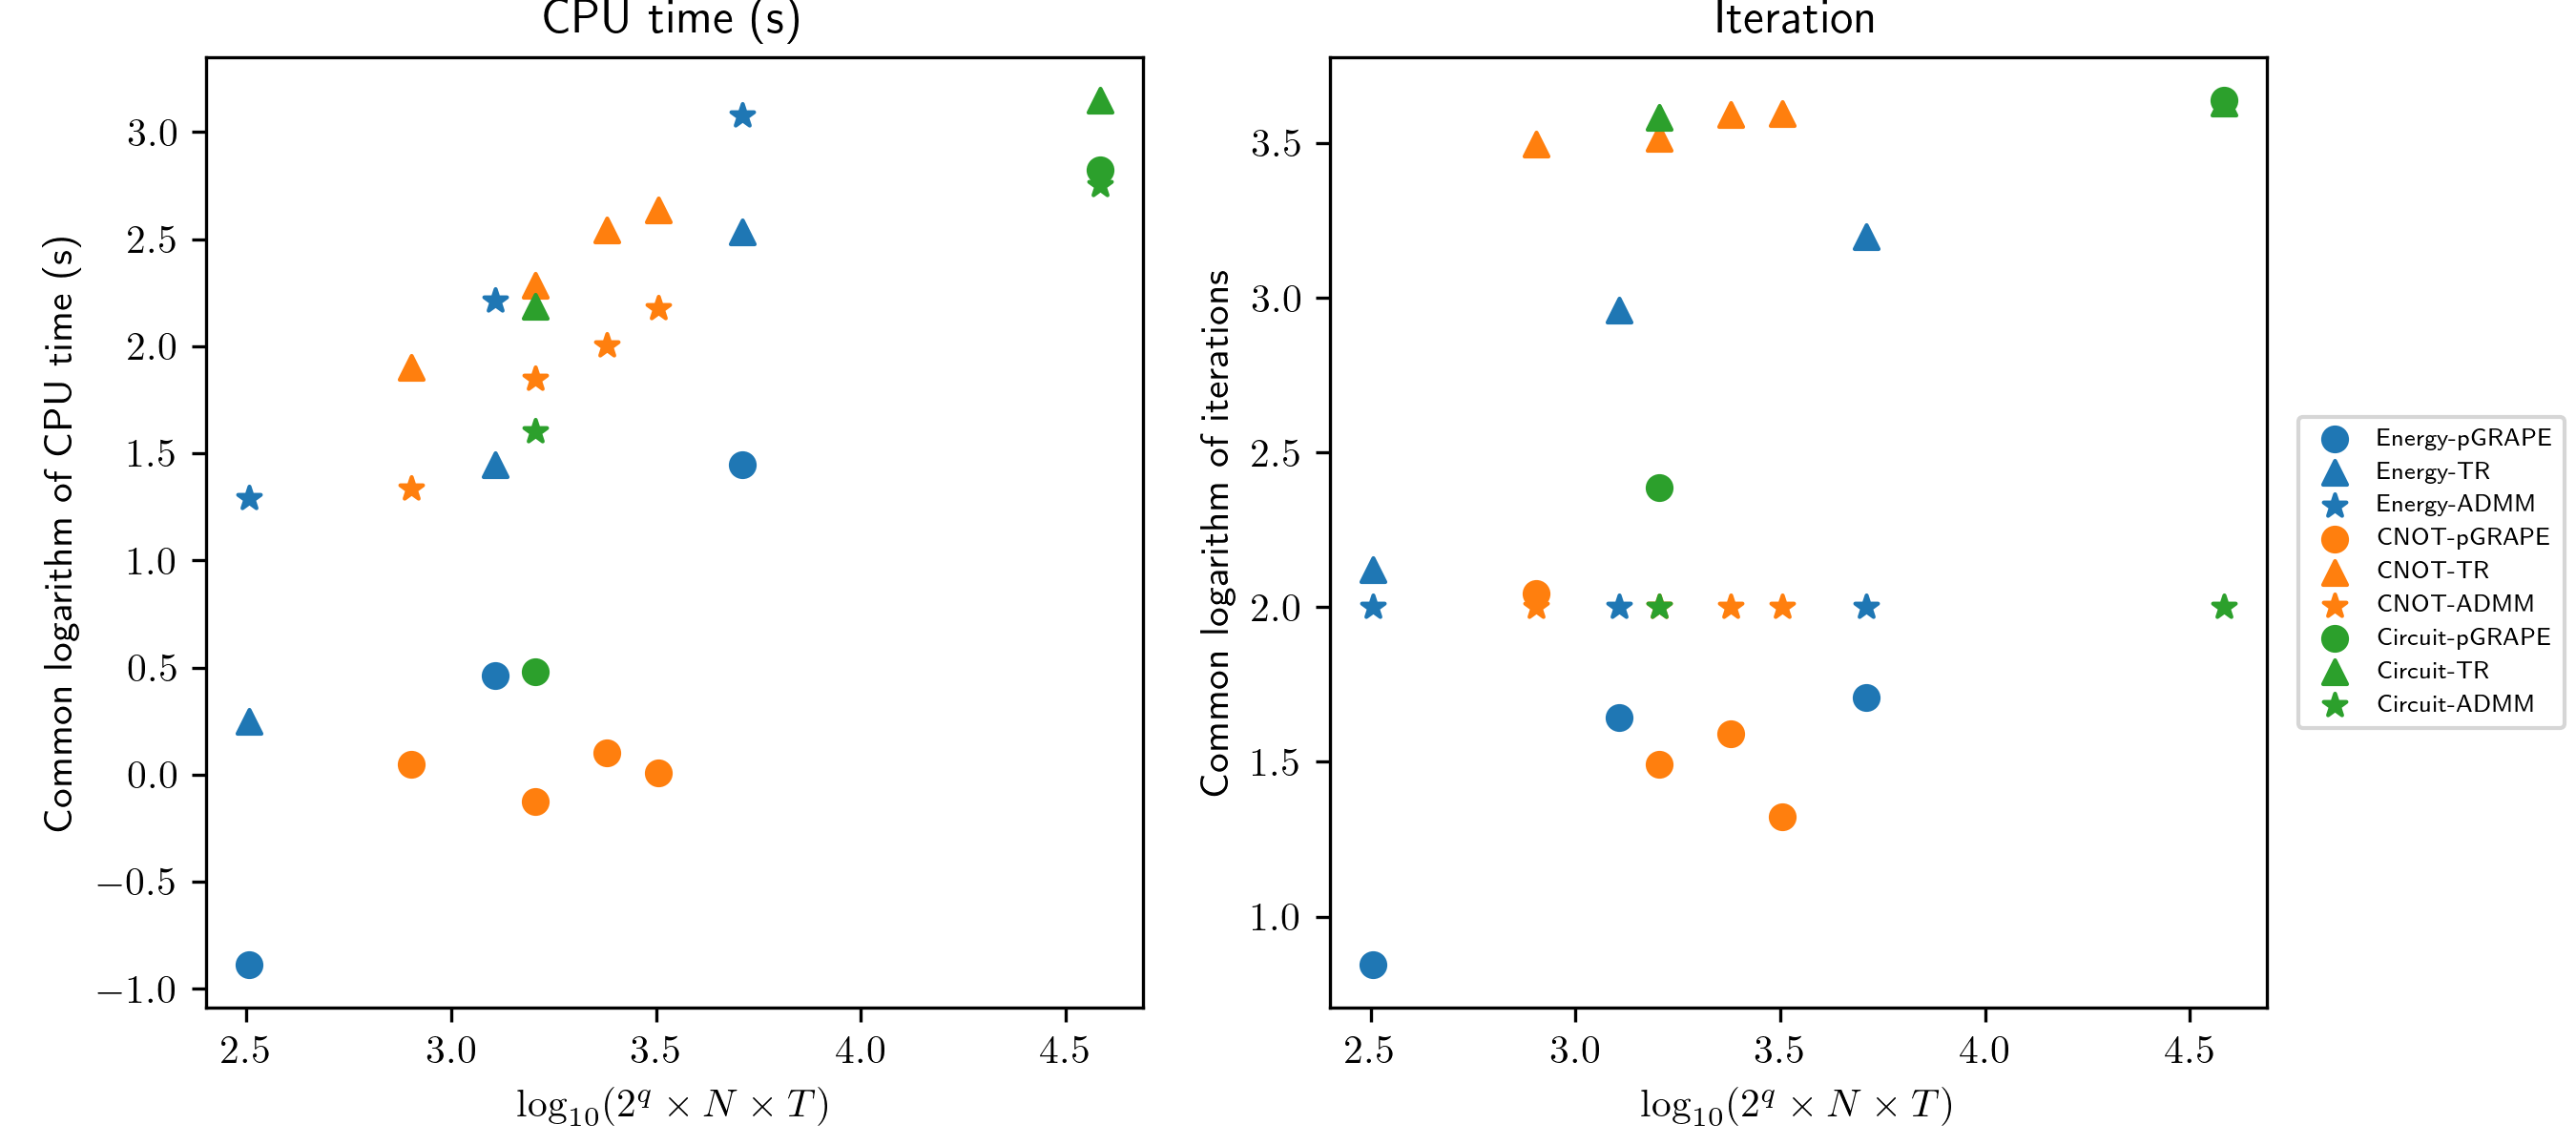 CPU time (s)
Common logarithm of CPU time (s)
3.0
2.5
2.0
1.5
1.0
0.5
0.0
−0.5
−1.0
2.5 3.0 3.5 4.0 4.5
log₁₀(2^q × N × T)
Iteration
Common logarithm of iterations
3.5
3.0
2.5
2.0
1.5
1.0
2.5 3.0 3.5 4.0 4.5
log₁₀(2^q × N × T)
Energy-pGRAPE
Energy-TR
Energy-ADMM
CNOT-pGRAPE
CNOT-TR
CNOT-ADMM
Circuit-pGRAPE
Circuit-TR
Circuit-ADMM